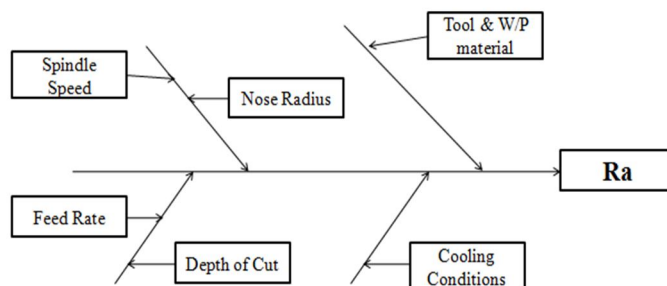 Tool & W/P
material
Spindle
Speed
Nose Radius
Ra
Feed Rate
Depth of Cut
Cooling
Conditions